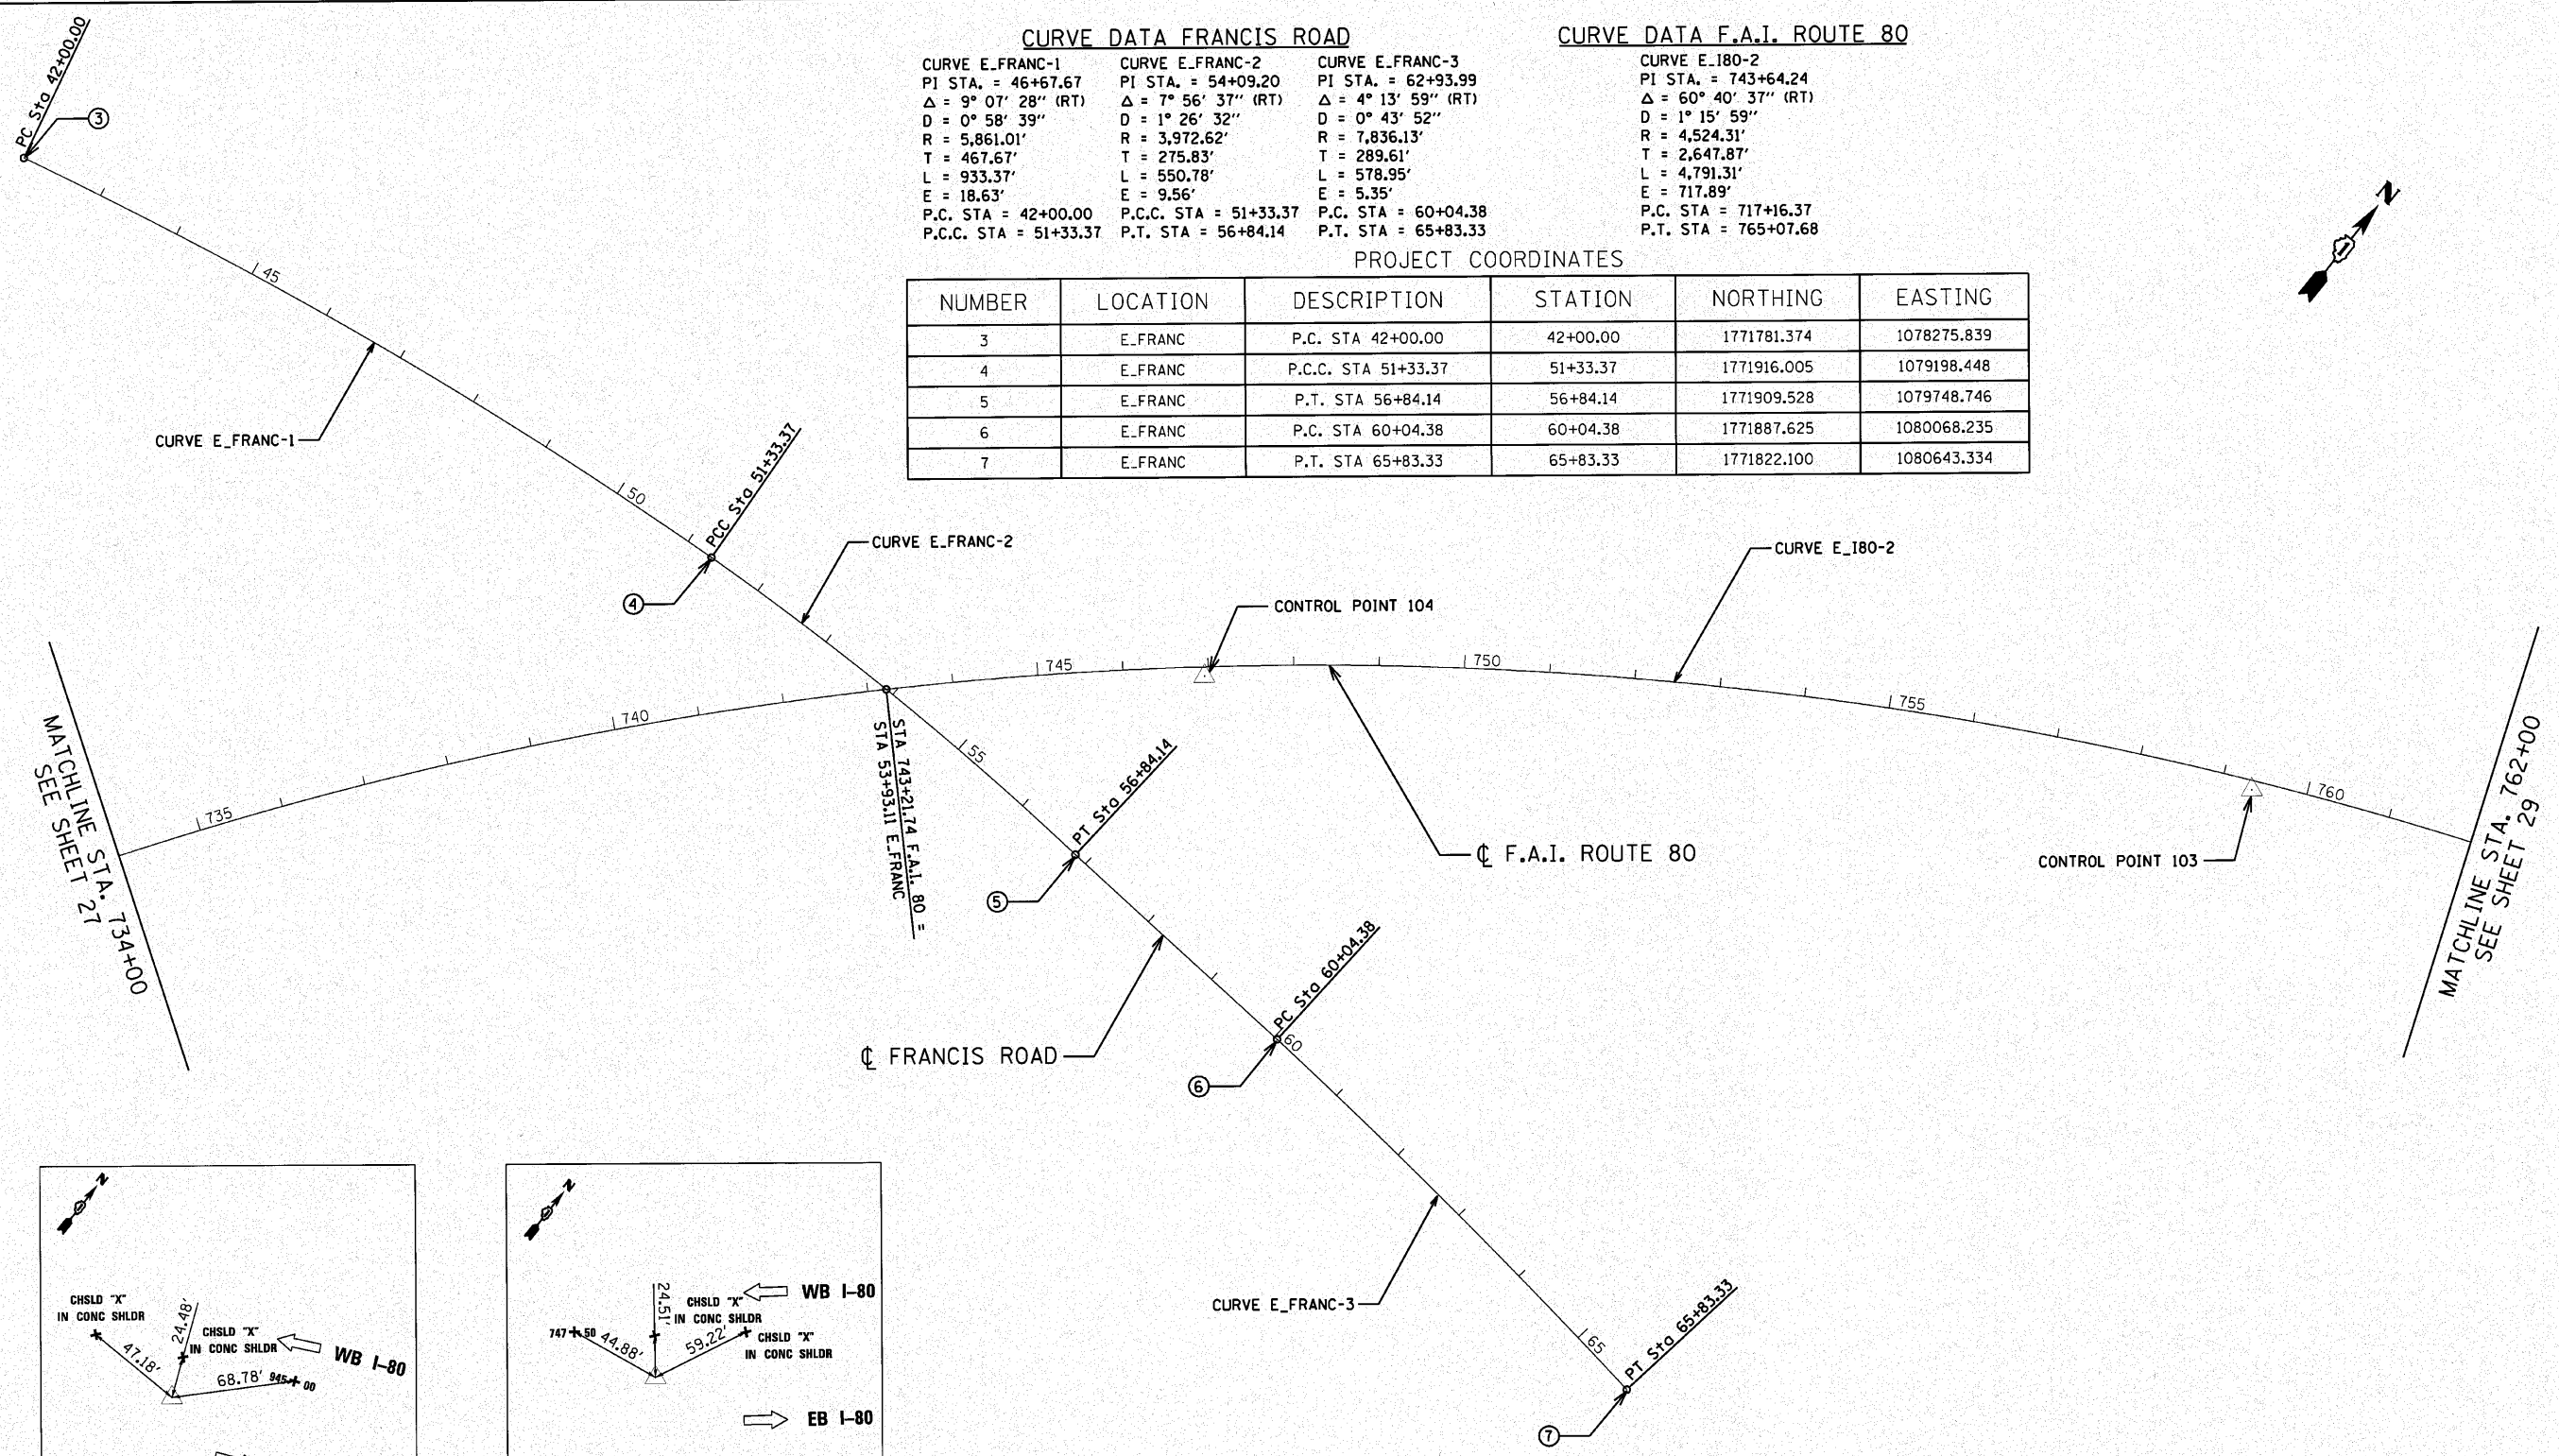 PC Sta 42+00.00
3
CURVE DATA FRANCIS ROAD
CURVE E_FRANC-1
PI STA. = 46+67.67
Δ = 9° 07' 28'' (RT)
D = 0° 58' 39''
R = 5,861.01'
T = 467.67'
L = 933.37'
E = 18.63'
P.C. STA = 42+00.00
P.C.C. STA = 51+33.37
CURVE E_FRANC-2
PI STA. = 54+09.20
Δ = 7° 56' 37'' (RT)
D = 1° 26' 32''
R = 3,972.62'
T = 275.83'
L = 550.78'
E = 9.56'
P.C.C. STA = 51+33.37
P.T. STA = 56+84.14
CURVE E_FRANC-3
PI STA. = 62+93.99
Δ = 4° 13' 59'' (RT)
D = 0° 43' 52''
R = 7,836.13'
T = 289.61'
L = 578.95'
E = 5.35'
P.C. STA = 60+04.38
P.T. STA = 65+83.33
CURVE DATA F.A.I. ROUTE 80
CURVE E_I80-2
PI STA. = 743+64.24
Δ = 60° 40' 37'' (RT)
D = 1° 15' 59''
R = 4,524.31'
T = 2,647.87'
L = 4,791.31'
E = 717.89'
P.C. STA = 717+16.37
P.T. STA = 765+07.68
N
PROJECT COORDINATES
NUMBER LOCATION DESCRIPTION STATION NORTHING EASTING
3 E_FRANC P.C. STA 42+00.00 42+00.00 1771781.374 1078275.839
4 E_FRANC P.C.C. STA 51+33.37 51+33.37 1771916.005 1079198.448
5 E_FRANC P.T. STA 56+84.14 56+84.14 1771909.528 1079748.746
6 E_FRANC P.C. STA 60+04.38 60+04.38 1771887.625 1080068.235
7 E_FRANC P.T. STA 65+83.33 65+83.33 1771822.100 1080643.334
45
CURVE E_FRANC-1
50
PCC Sta 51+33.37
4
CURVE E_FRANC-2
CONTROL POINT 104
CURVE E_I80-2
MATCHLINE STA. 734+00
SEE SHEET 27
735
740
745
750
755
760
STA 743+21.74 F.A.I. 80 =
STA 53+93.11 E_FRANC
55
PT Sta 56+84.14
5
℄ F.A.I. ROUTE 80
CONTROL POINT 103
MATCHLINE STA. 762+00
SEE SHEET 29
℄ FRANCIS ROAD
PC Sta 60+04.38
60
6
CURVE E_FRANC-3
65
PT Sta 65+83.33
7
N
CHSLD "X"
IN CONC SHLDR
24.48'
CHSLD "X"
IN CONC SHLDR
WB I-80
47.18'
68.78'
945+00
N
24.51'
CHSLD "X"
IN CONC SHLDR
WB I-80
747+50
44.88'
59.22'
CHSLD "X"
IN CONC SHLDR
EB I-80